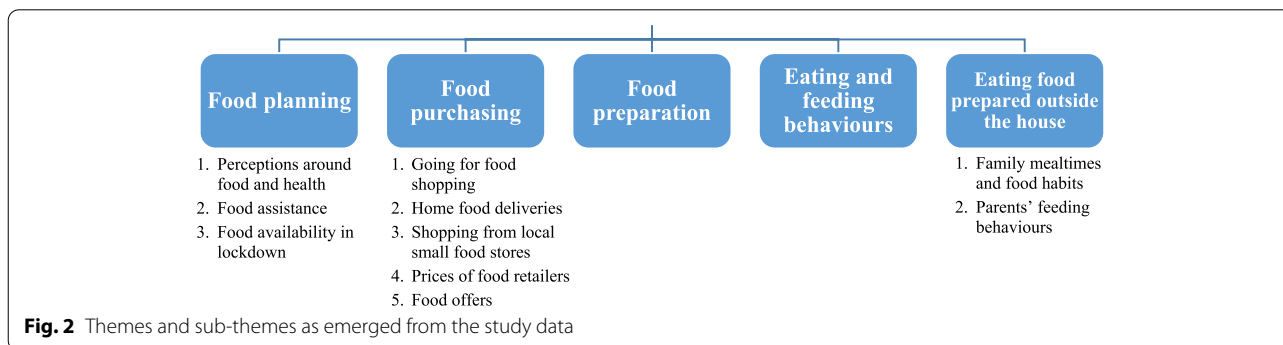 Food planning
1. Perceptions around
food and health
2. Food assistance
3. Food availability in
lockdown
Food
purchasing
1. Going for food
shopping
2. Home food deliveries
3. Shopping from local
small food stores
4. Prices of food retailers
5. Food offers
Food
preparation
Eating and
feeding
behaviours
Eating food
prepared outside
the house
1. Family mealtimes
and food habits
2. Parents’ feeding
behaviours
Fig. 2 Themes and sub-themes as emerged from the study data